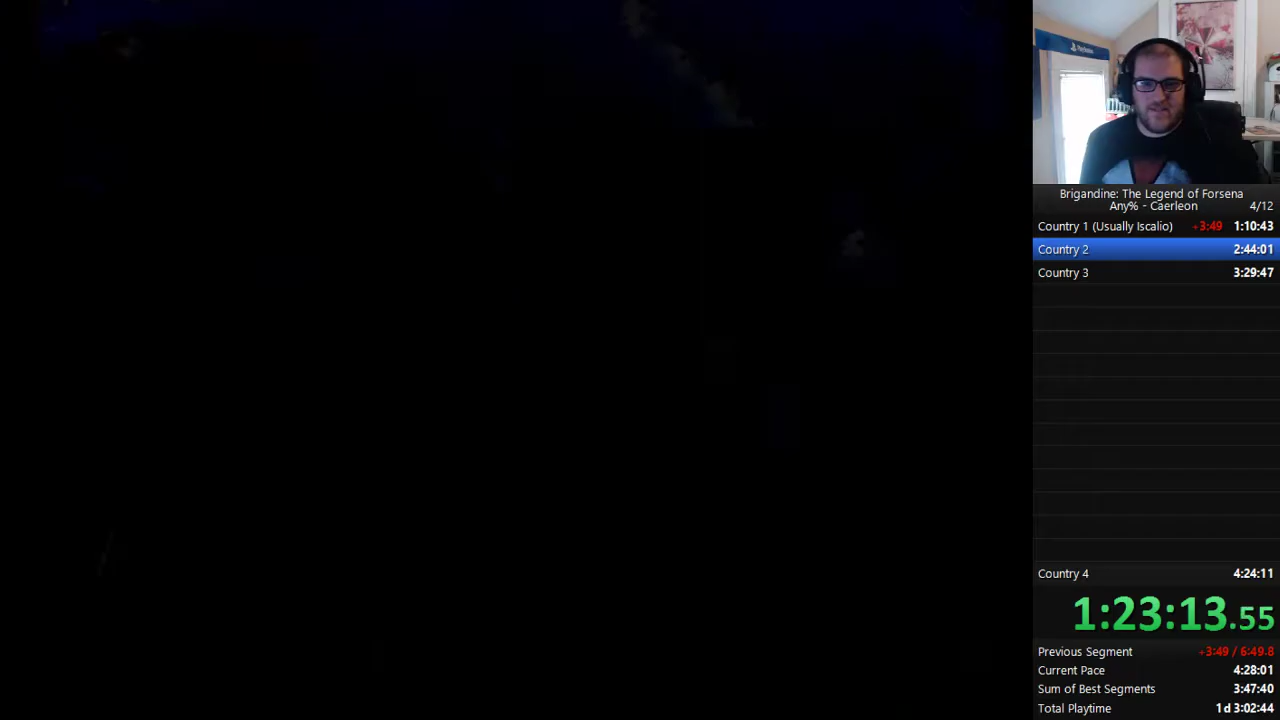 PlayStation
Brigandine: The Legend of Forsena
Any% - Caerleon 4/12
Country 1 (Usually Iscalio) +3:49 1:10:43
Country 2 2:44:01
Country 3 3:29:47
Country 4 4:24:11
1:23:13.55
Previous Segment +3:49 / 6:49.8
Current Pace 4:28:01
Sum of Best Segments 3:47:40
Total Playtime 1 d 3:02:44